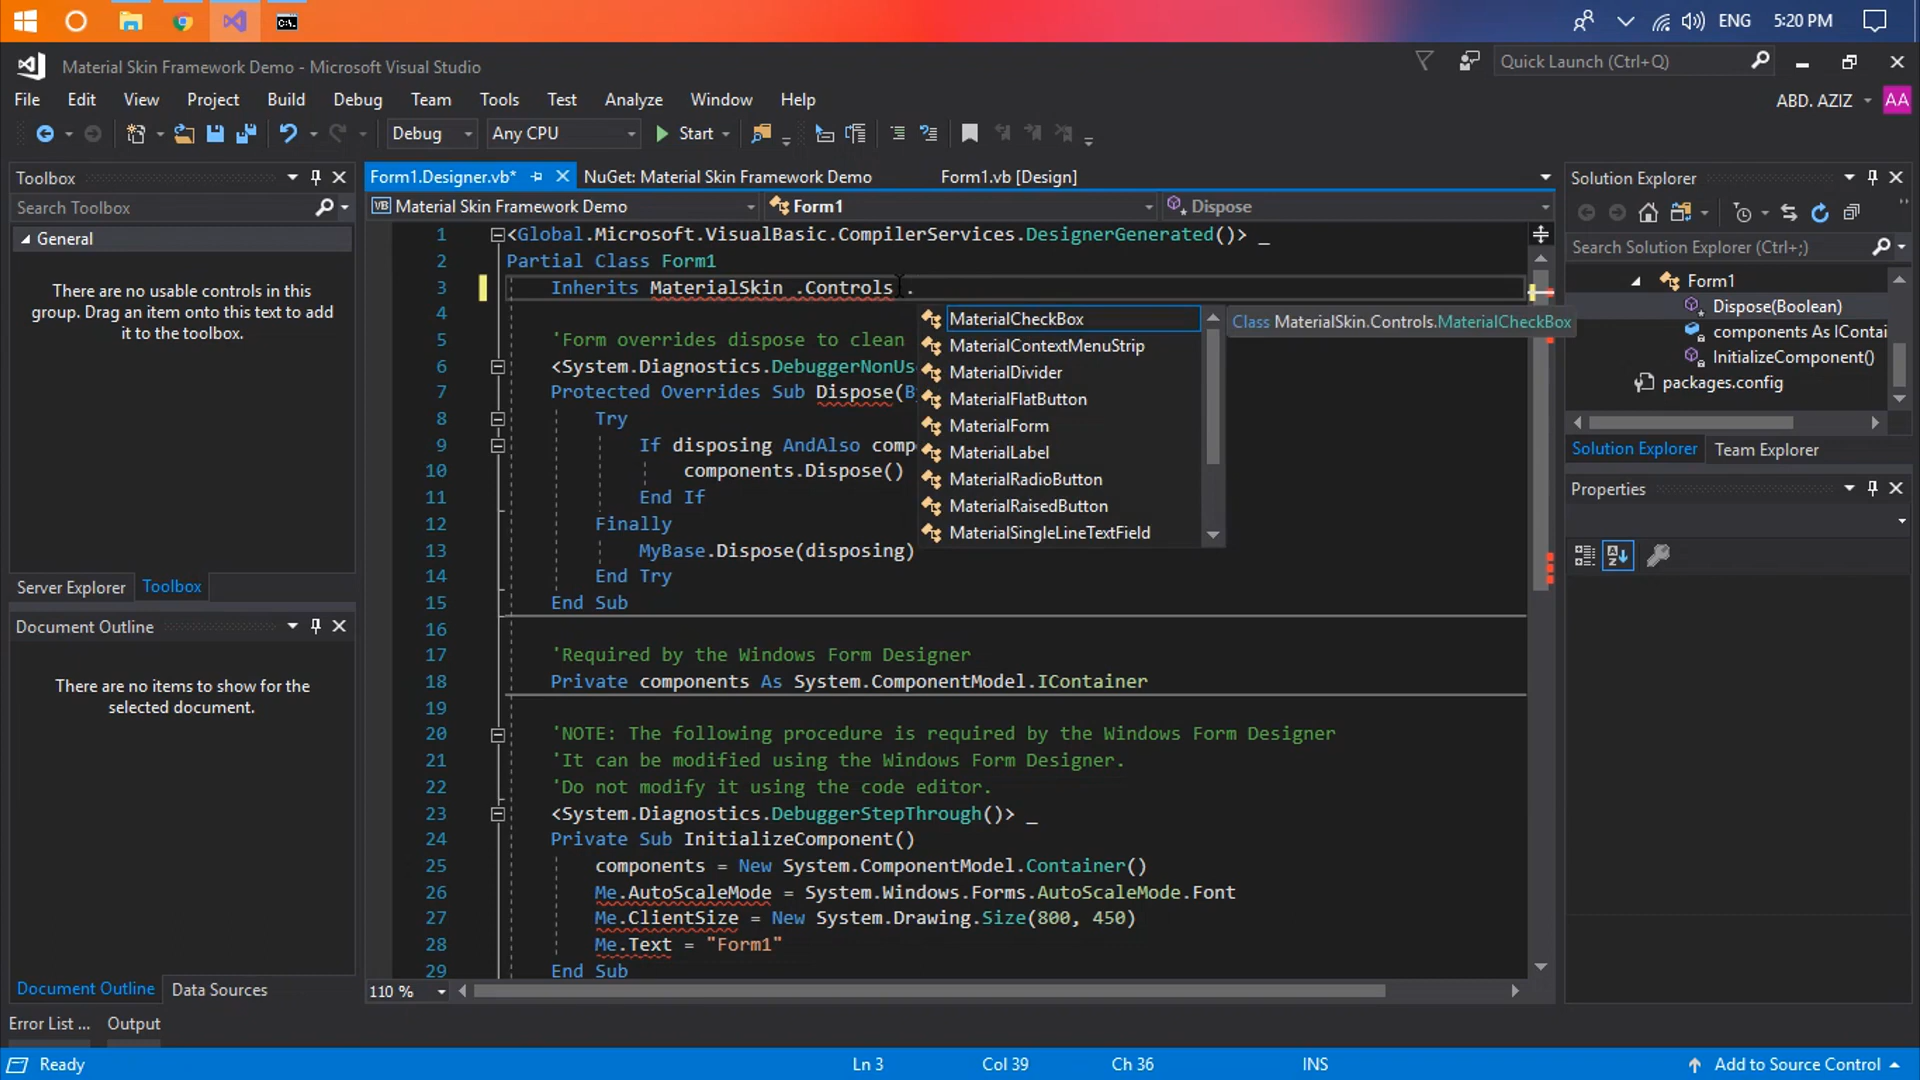 ENG
5:20 PM
Material Skin Framework Demo - Microsoft Visual Studio
Quick Launch (Ctrl+Q)
File Edit View Project Build Debug Team Tools Test Analyze Window Help
ABD. AZIZ
AA
Debug
Any CPU
Start
Toolbox
Search Toolbox
General
There are no usable controls in this
group. Drag an item onto this text to add
it to the toolbox.
Server Explorer
Toolbox
Document Outline
There are no items to show for the
selected document.
Document Outline
Data Sources
Form1.Designer.vb*
NuGet: Material Skin Framework Demo
Form1.vb [Design]
VB Material Skin Framework Demo
Form1
Dispose
1 <Global.Microsoft.VisualBasic.CompilerServices.DesignerGenerated()> _
2 Partial Class Form1
3 Inherits MaterialSkin .Controls .
4
5 'Form overrides dispose to clean
6 <System.Diagnostics.DebuggerNonUs
7 Protected Overrides Sub Dispose(B
8 Try
9 If disposing AndAlso comp
10 components.Dispose()
11 End If
12 Finally
13 MyBase.Dispose(disposing)
14 End Try
15 End Sub
16
17 'Required by the Windows Form Designer
18 Private components As System.ComponentModel.IContainer
19
20 'NOTE: The following procedure is required by the Windows Form Designer
21 'It can be modified using the Windows Form Designer.
22 'Do not modify it using the code editor.
23 <System.Diagnostics.DebuggerStepThrough()> _
24 Private Sub InitializeComponent()
25 components = New System.ComponentModel.Container()
26 Me.AutoScaleMode = System.Windows.Forms.AutoScaleMode.Font
27 Me.ClientSize = New System.Drawing.Size(800, 450)
28 Me.Text = "Form1"
29 End Sub
MaterialCheckBox
MaterialContextMenuStrip
MaterialDivider
MaterialFlatButton
MaterialForm
MaterialLabel
MaterialRadioButton
MaterialRaisedButton
MaterialSingleLineTextField
Class MaterialSkin.Controls.MaterialCheckBox
110 %
Solution Explorer
Search Solution Explorer (Ctrl+;)
Form1
Dispose(Boolean)
components As IContai
InitializeComponent()
packages.config
Solution Explorer
Team Explorer
Properties
Error List ...
Output
Ready
Ln 3
Col 39
Ch 36
INS
Add to Source Control